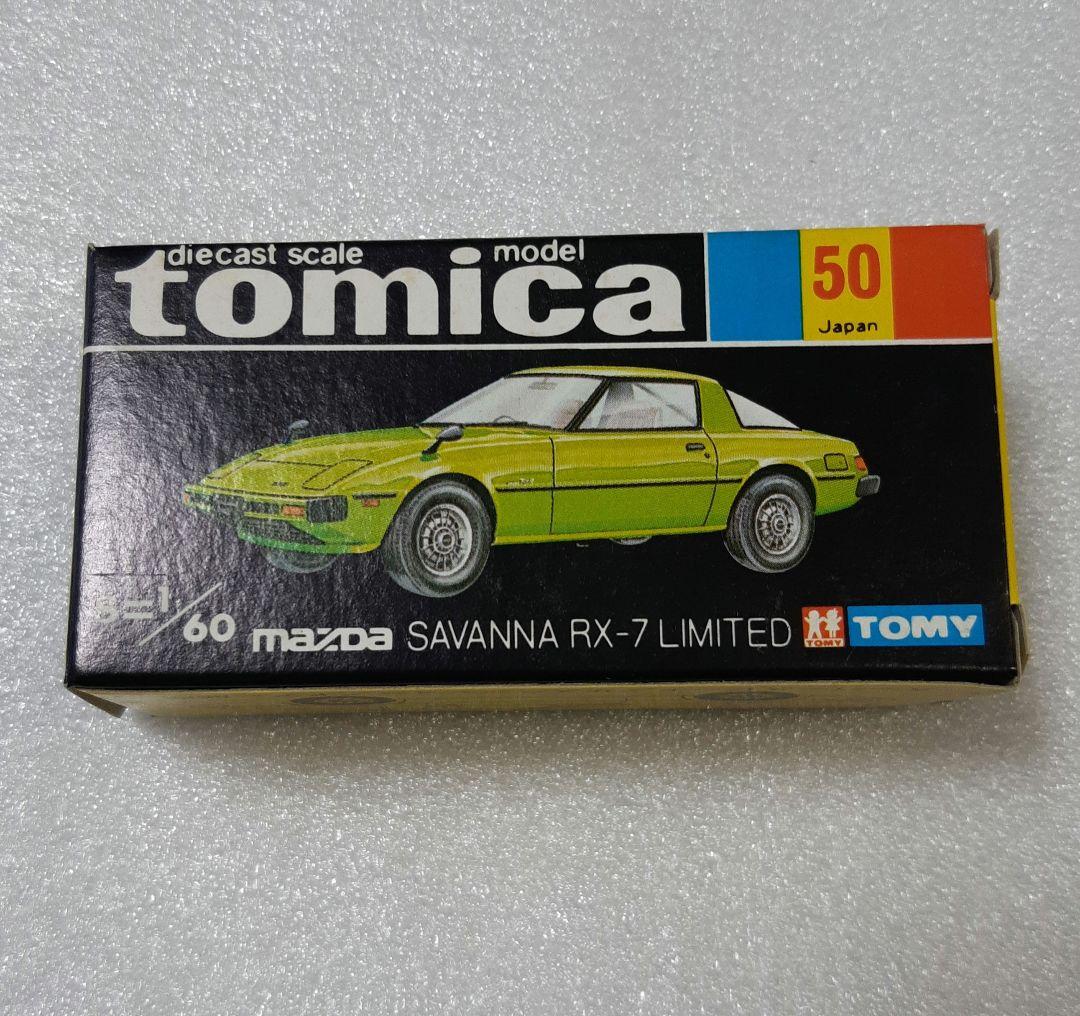 diecast scale model
tomica
50
Japan
S=1/60
mazda SAVANNA RX-7 LIMITED TOMY TOMY